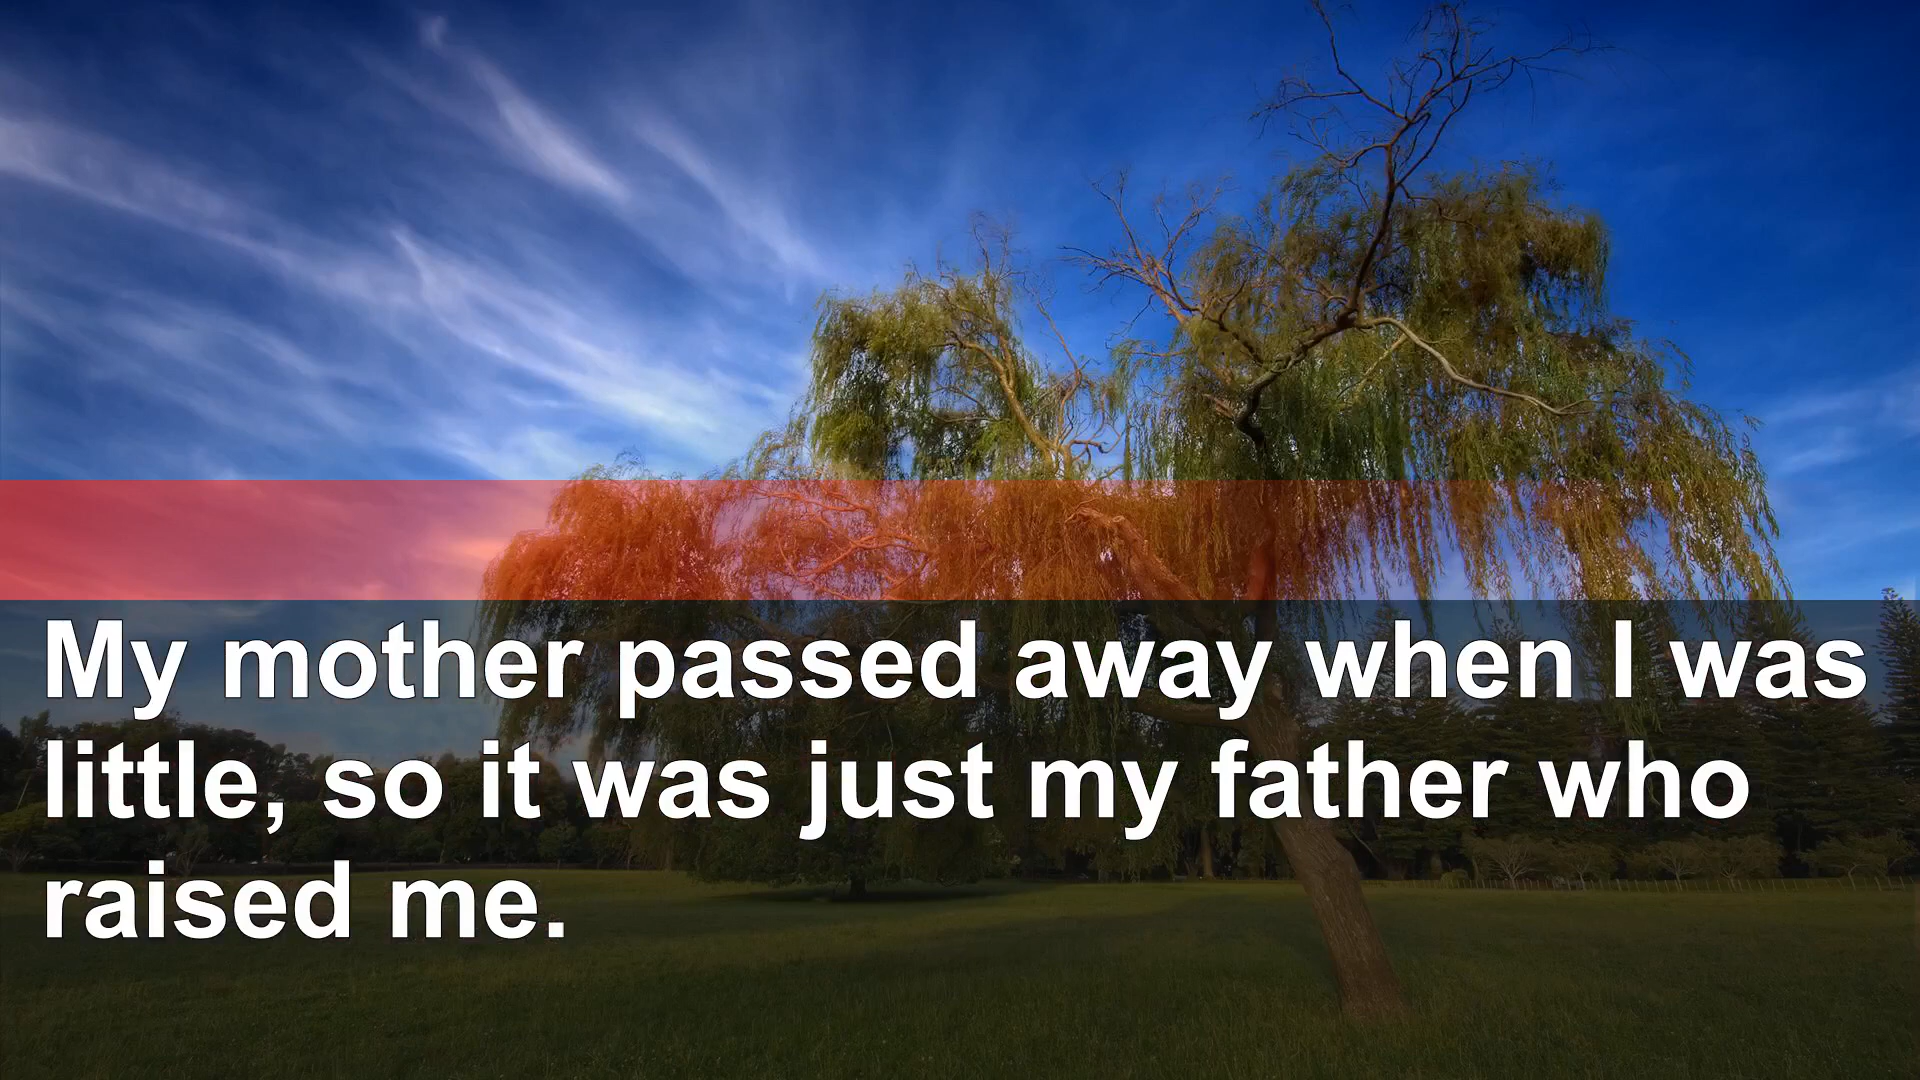 My mother passed away when I was
little, so it was just my father who
raised me.